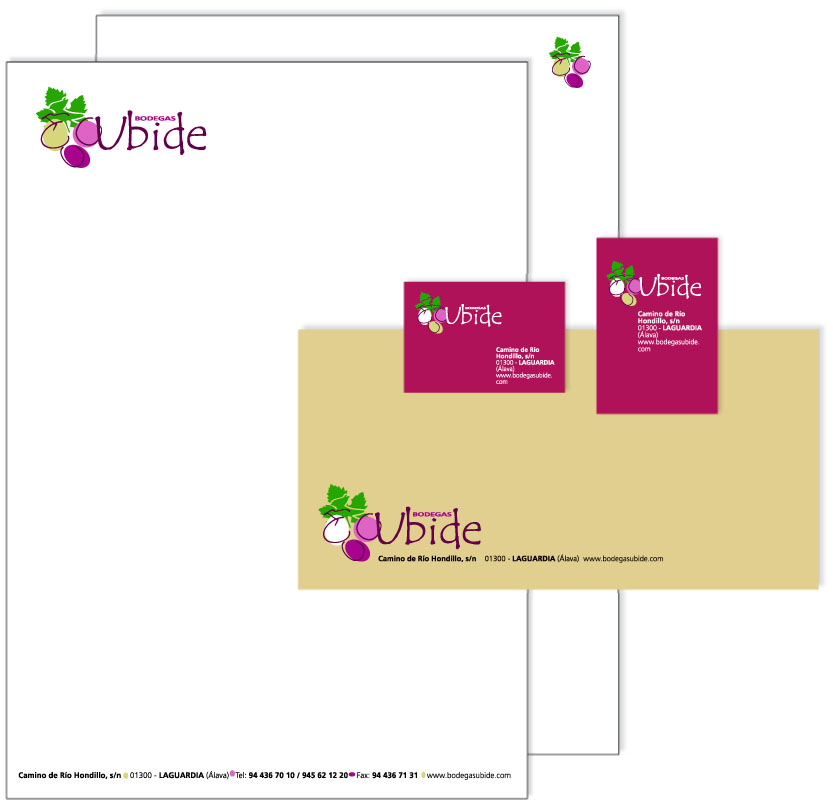 BODEGAS
Ubide
BODEGAS
Ubide
Camino de Río
Hondillo, s/n
01300 - LAGUARDIA
(Álava)
www.bodegasubide.
com
BODEGAS
Ubide
Camino de Río
Hondillo, s/n
01300 - LAGUARDIA
(Álava)
www.bodegasubide.
com
BODEGAS
Ubide
Camino de Río Hondillo, s/n 01300 - LAGUARDIA (Álava) www.bodegasubide.com
Camino de Río Hondillo, s/n 01300 - LAGUARDIA (Álava) Tel: 94 436 70 10 / 945 62 12 20 Fax: 94 436 71 31 www.bodegasubide.com